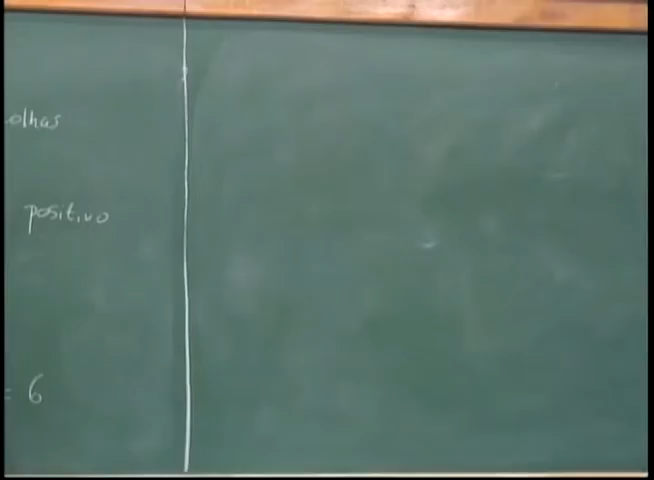 olhas
positivo
= 6